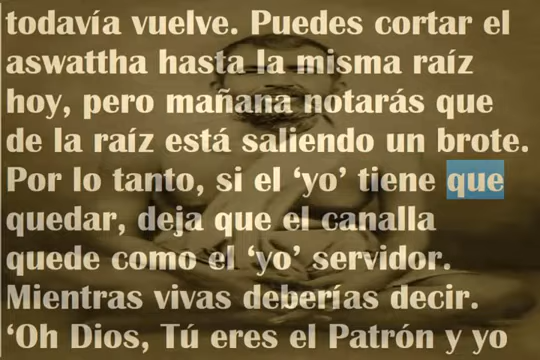 todavía vuelve. Puedes cortar el
aswattha hasta la misma raíz
hoy, pero mañana notarás que
de la raíz está saliendo un brote.
Por lo tanto, si el ‘yo’ tiene que
quedar, deja que el canalla
quede como el ‘yo’ servidor.
Mientras vivas deberías decir.
‘Oh Dios, Tú eres el Patrón y yo